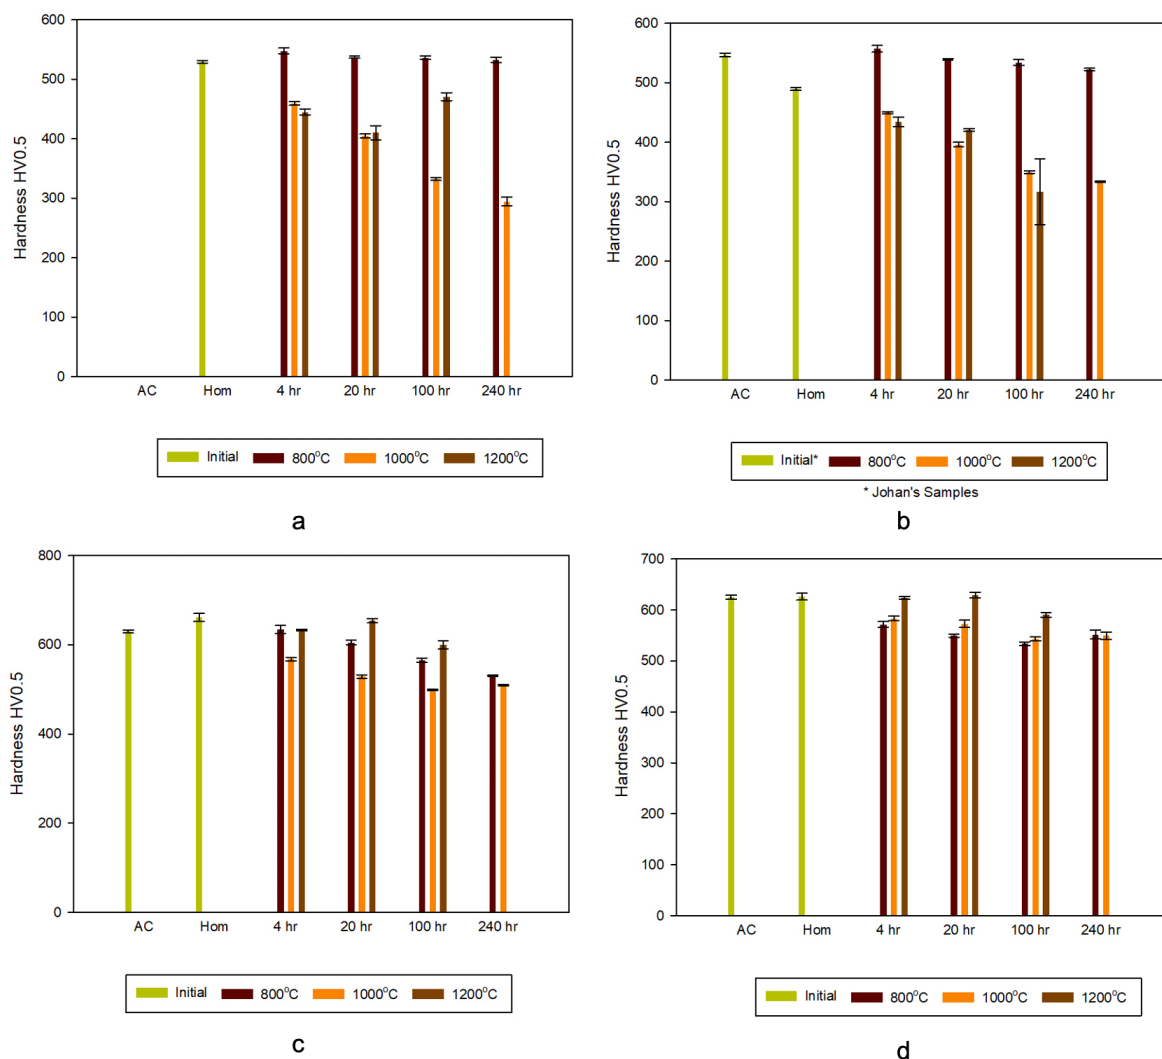 600
500
400
300
200
100
0
Hardness HV0.5
AC Hom 4 hr 20 hr 100 hr 240 hr
Initial 800°C 1000°C 1200°C
a
600
500
400
300
200
100
0
Hardness HV0.5
AC Hom 4 hr 20 hr 100 hr 240 hr
Initial* 800°C 1000°C 1200°C
* Johan's Samples
b
800
600
400
200
0
Hardness HV0.5
AC Hom 4 hr 20 hr 100 hr 240 hr
Initial 800°C 1000°C 1200°C
c
700
600
500
400
300
200
100
0
Hardness HV0.5
AC Hom 4 hr 20 hr 100 hr 240 hr
Initial 800°C 1000°C 1200°C
d